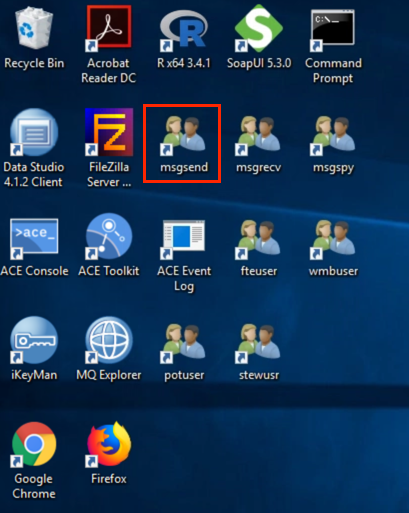 Recycle Bin
Acrobat
Reader DC
R x64 3.4.1
SoapUI 5.3.0
Command
Prompt
Data Studio
4.1.2 Client
FileZilla
Server ...
msgsend
msgrecv
msgspy
>ace_
ACE Console
ACE Toolkit
ACE Event
Log
fteuser
wmbuser
iKeyMan
MQ Explorer
potuser
stewusr
Google
Chrome
Firefox